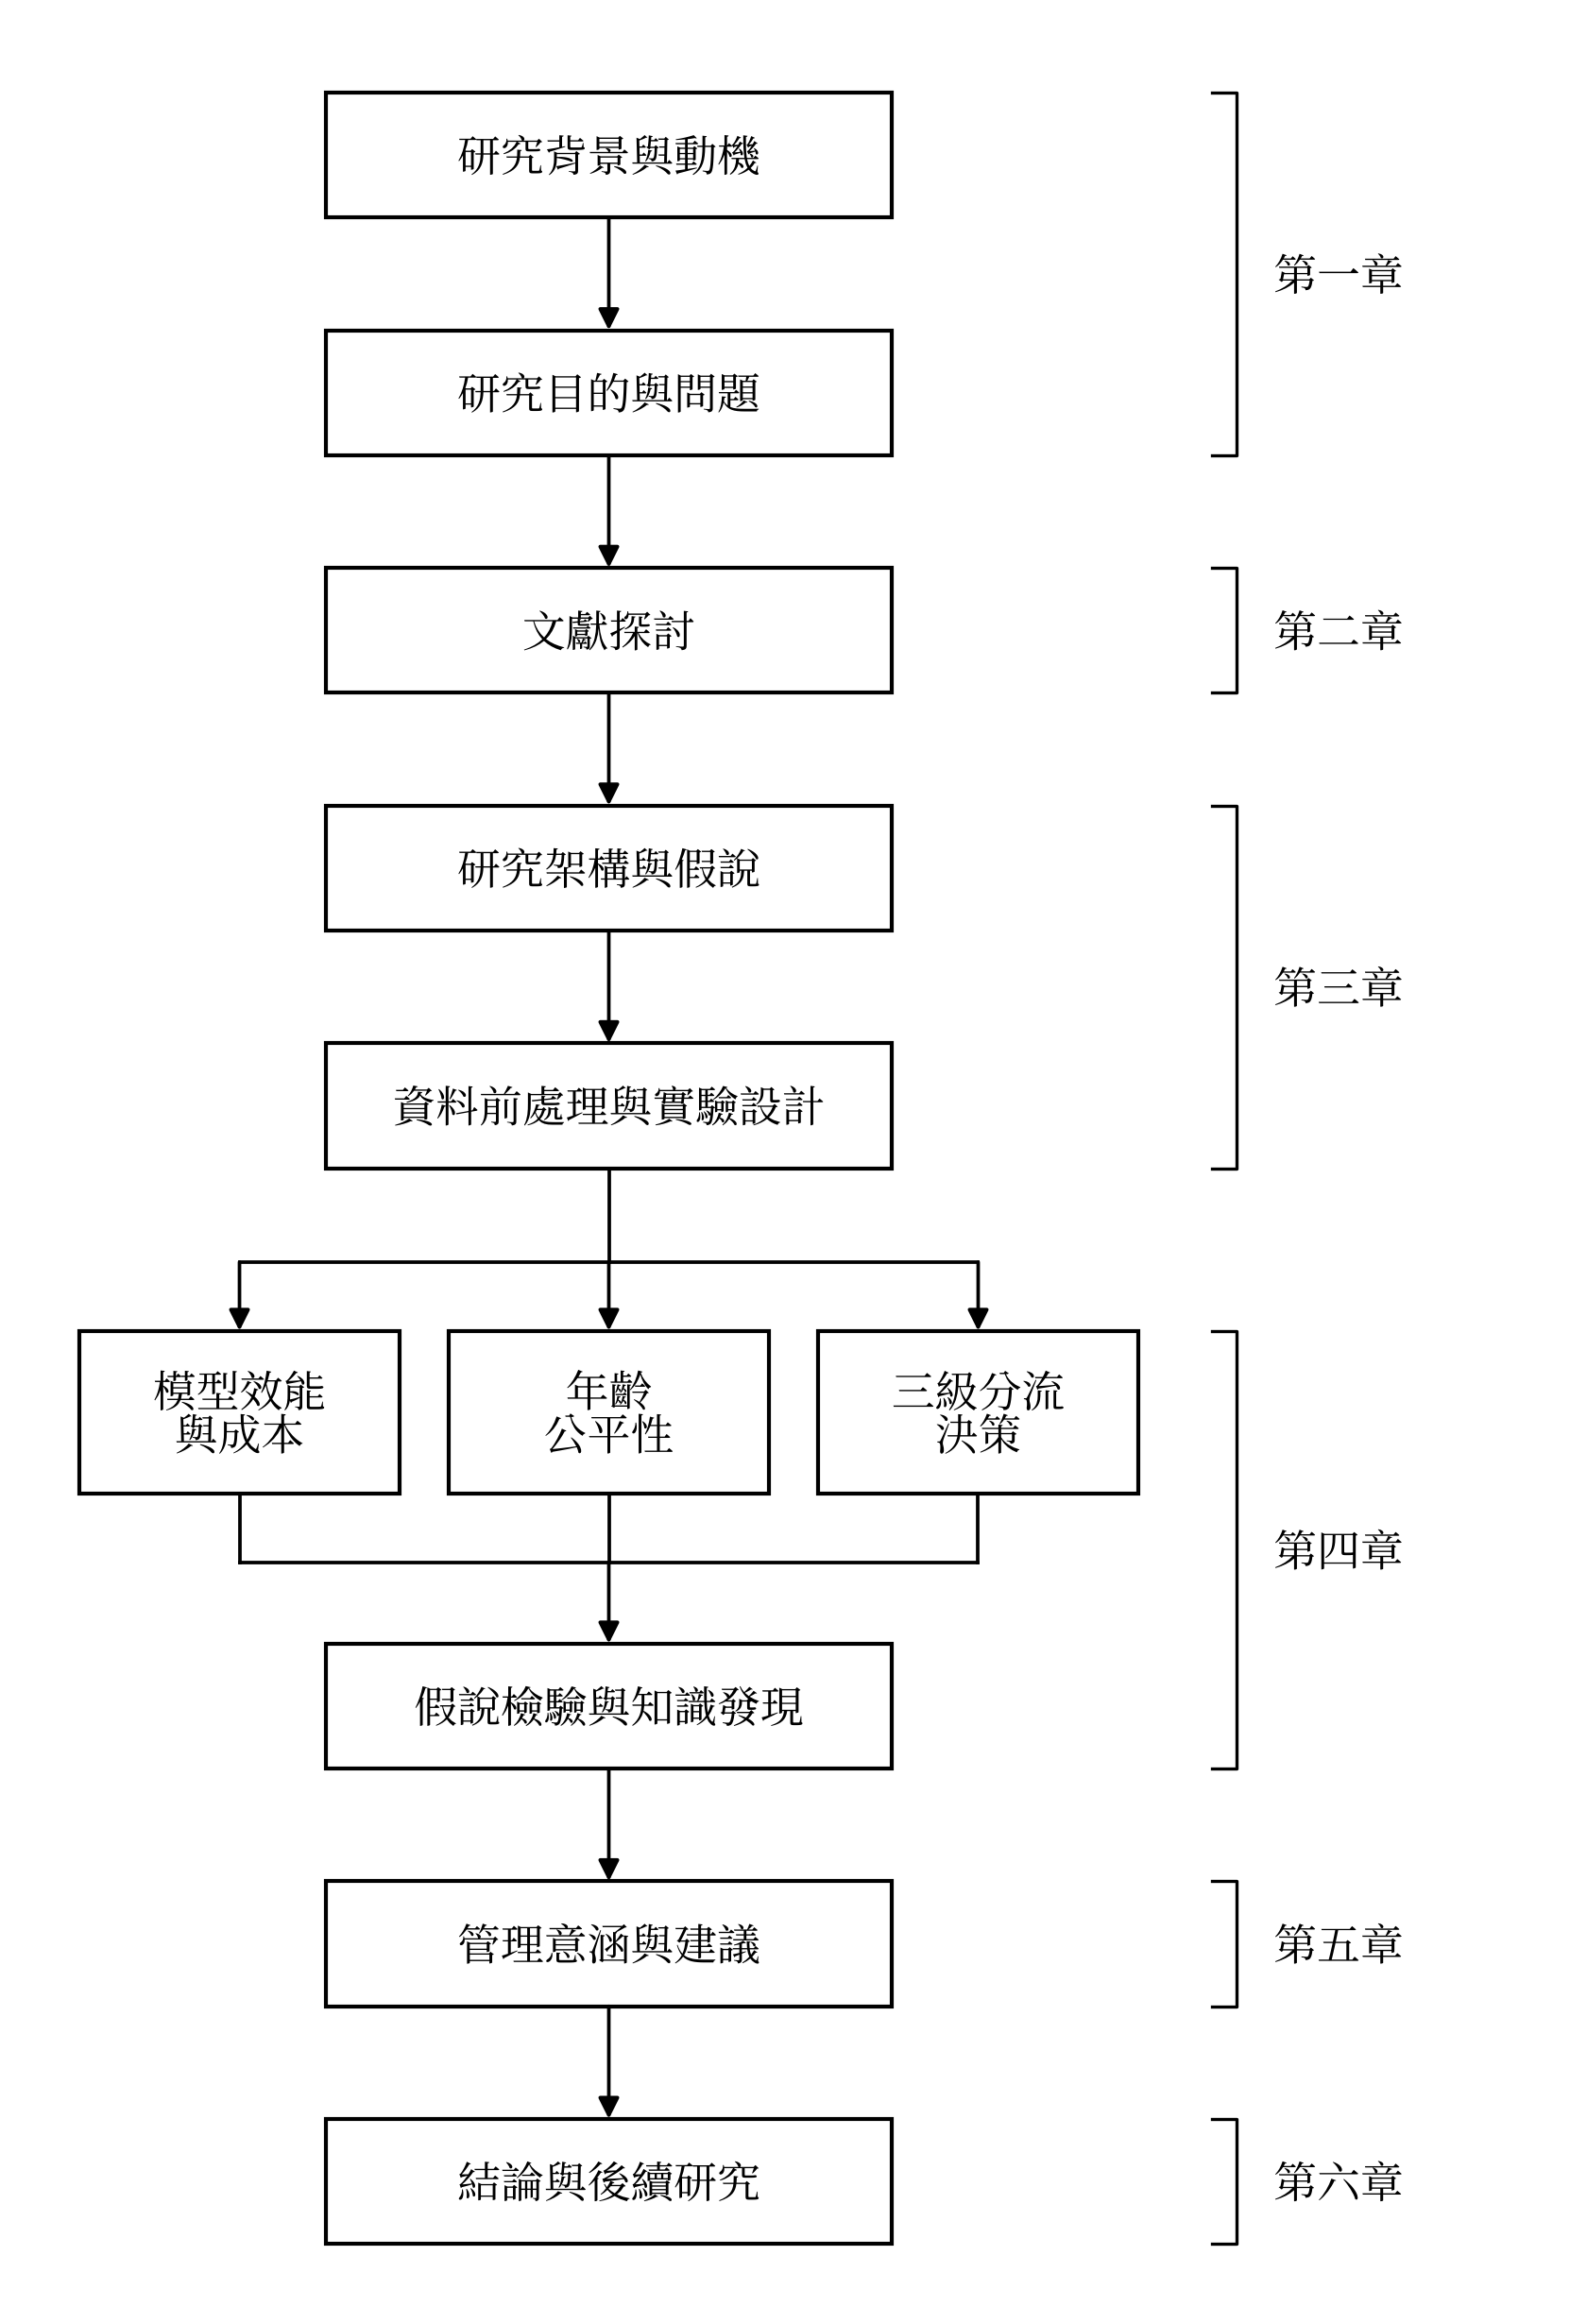 研究背景與動機
研究目的與問題
第一章
文獻探討
第二章
研究架構與假說
資料前處理與實驗設計
第三章
模型效能
與成本
年齡
公平性
三級分流
決策
假說檢驗與知識發現
第四章
管理意涵與建議
第五章
結論與後續研究
第六章